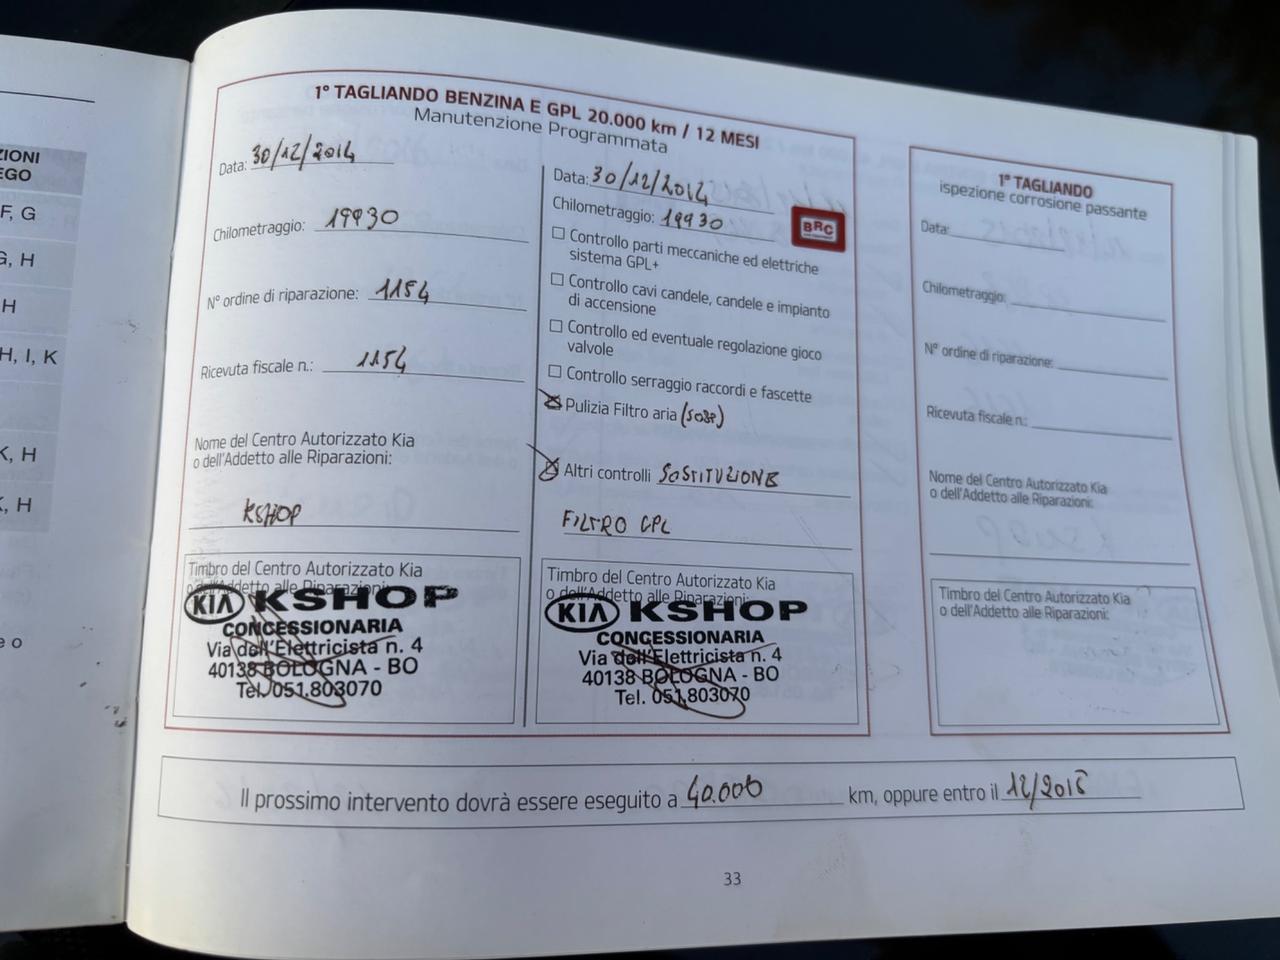 ZIONI
EGO
F, G
G, H
H
H, I, K
K, H
K, H
e o
1° TAGLIANDO BENZINA E GPL 20.000 km / 12 MESI
Manutenzione Programmata
Data: 30/12/2014
Chilometraggio: 19930
N° ordine di riparazione: 1154
Ricevuta fiscale n.: 1154
Nome del Centro Autorizzato Kia
o dell'Addetto alle Riparazioni:
KSHOP
Timbro del Centro Autorizzato Kia
o dell'Addetto alle Riparazioni:
KIA KSHOP
CONCESSIONARIA
Via dell'Elettricista n. 4
40138 BOLOGNA - BO
Tel. 051.803070
Data: 30/12/2014
Chilometraggio: 19930
BRC
Controllo parti meccaniche ed elettriche
sistema GPL+
Controllo cavi candele, candele e impianto
di accensione
Controllo ed eventuale regolazione gioco
valvole
Controllo serraggio raccordi e fascette
Pulizia Filtro aria (SOST)
Altri controlli SOSTITUZIONE
FILTRO GPL
Timbro del Centro Autorizzato Kia
o dell'Addetto alle Riparazioni:
KIA KSHOP
CONCESSIONARIA
Via dell'Elettricista n. 4
40138 BOLOGNA - BO
Tel. 051.803070
1° TAGLIANDO
ispezione corrosione passante
Data:
Chilometraggio:
N° ordine di riparazione:
Ricevuta fiscale n.:
Nome del Centro Autorizzato Kia
o dell'Addetto alle Riparazioni:
Timbro del Centro Autorizzato Kia
o dell'Addetto alle Riparazioni:
Il prossimo intervento dovrà essere eseguito a 40.000 km, oppure entro il 12/2015
33